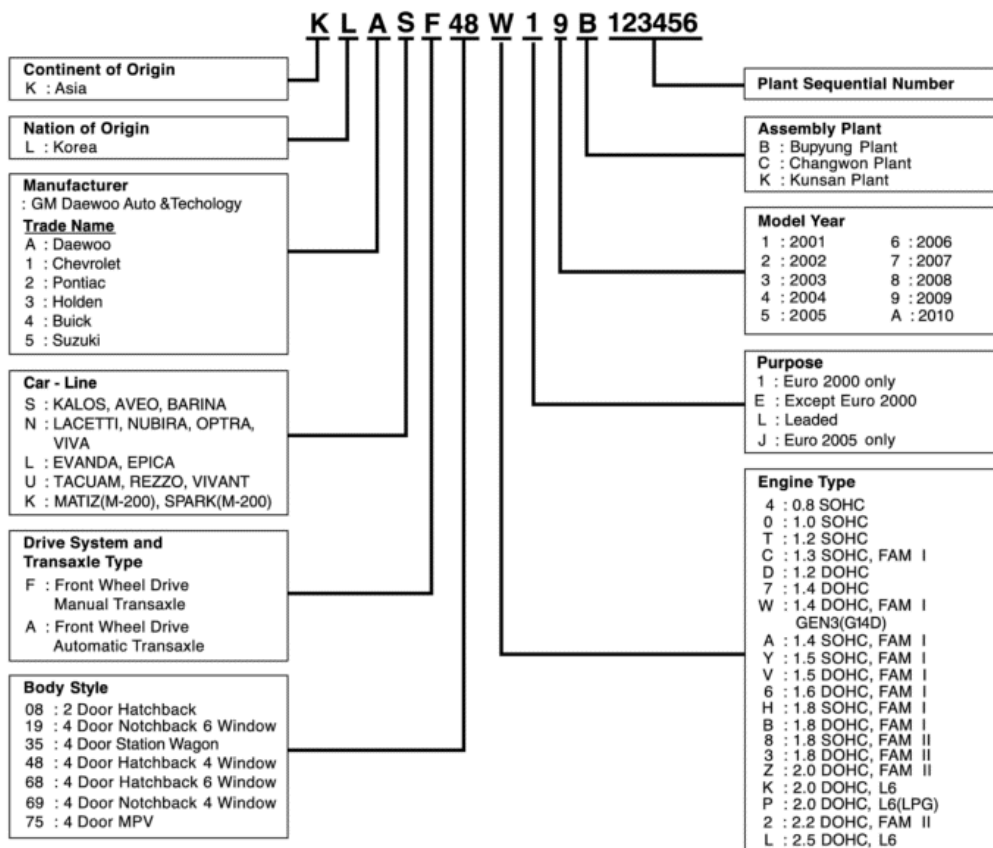 K L A S F 48 W 1 9 B 123456
Continent of Origin
K : Asia
Nation of Origin
L : Korea
Manufacturer
: GM Daewoo Auto &Techology
Trade Name
A : Daewoo
1 : Chevrolet
2 : Pontiac
3 : Holden
4 : Buick
5 : Suzuki
Car - Line
S : KALOS, AVEO, BARINA
N : LACETTI, NUBIRA, OPTRA,
VIVA
L : EVANDA, EPICA
U : TACUAM, REZZO, VIVANT
K : MATIZ(M-200), SPARK(M-200)
Drive System and
Transaxle Type
F : Front Wheel Drive
Manual Transaxle
A : Front Wheel Drive
Automatic Transaxle
Body Style
08 : 2 Door Hatchback
19 : 4 Door Notchback 6 Window
35 : 4 Door Station Wagon
48 : 4 Door Hatchback 4 Window
68 : 4 Door Hatchback 6 Window
69 : 4 Door Notchback 4 Window
75 : 4 Door MPV
Plant Sequential Number
Assembly Plant
B : Bupyung Plant
C : Changwon Plant
K : Kunsan Plant
Model Year
1 : 2001 6 : 2006
2 : 2002 7 : 2007
3 : 2003 8 : 2008
4 : 2004 9 : 2009
5 : 2005 A : 2010
Purpose
1 : Euro 2000 only
E : Except Euro 2000
L : Leaded
J : Euro 2005 only
Engine Type
4 : 0.8 SOHC
0 : 1.0 SOHC
T : 1.2 SOHC
C : 1.3 SOHC, FAM I
D : 1.2 DOHC
7 : 1.4 DOHC
W : 1.4 DOHC, FAM I
GEN3(G14D)
A : 1.4 SOHC, FAM I
Y : 1.5 SOHC, FAM I
V : 1.5 DOHC, FAM I
6 : 1.6 DOHC, FAM I
H : 1.8 SOHC, FAM I
B : 1.8 DOHC, FAM I
8 : 1.8 SOHC, FAM II
3 : 1.8 DOHC, FAM II
Z : 2.0 DOHC, FAM II
K : 2.0 DOHC, L6
P : 2.0 DOHC, L6(LPG)
2 : 2.2 DOHC, FAM II
L : 2.5 DOHC, L6